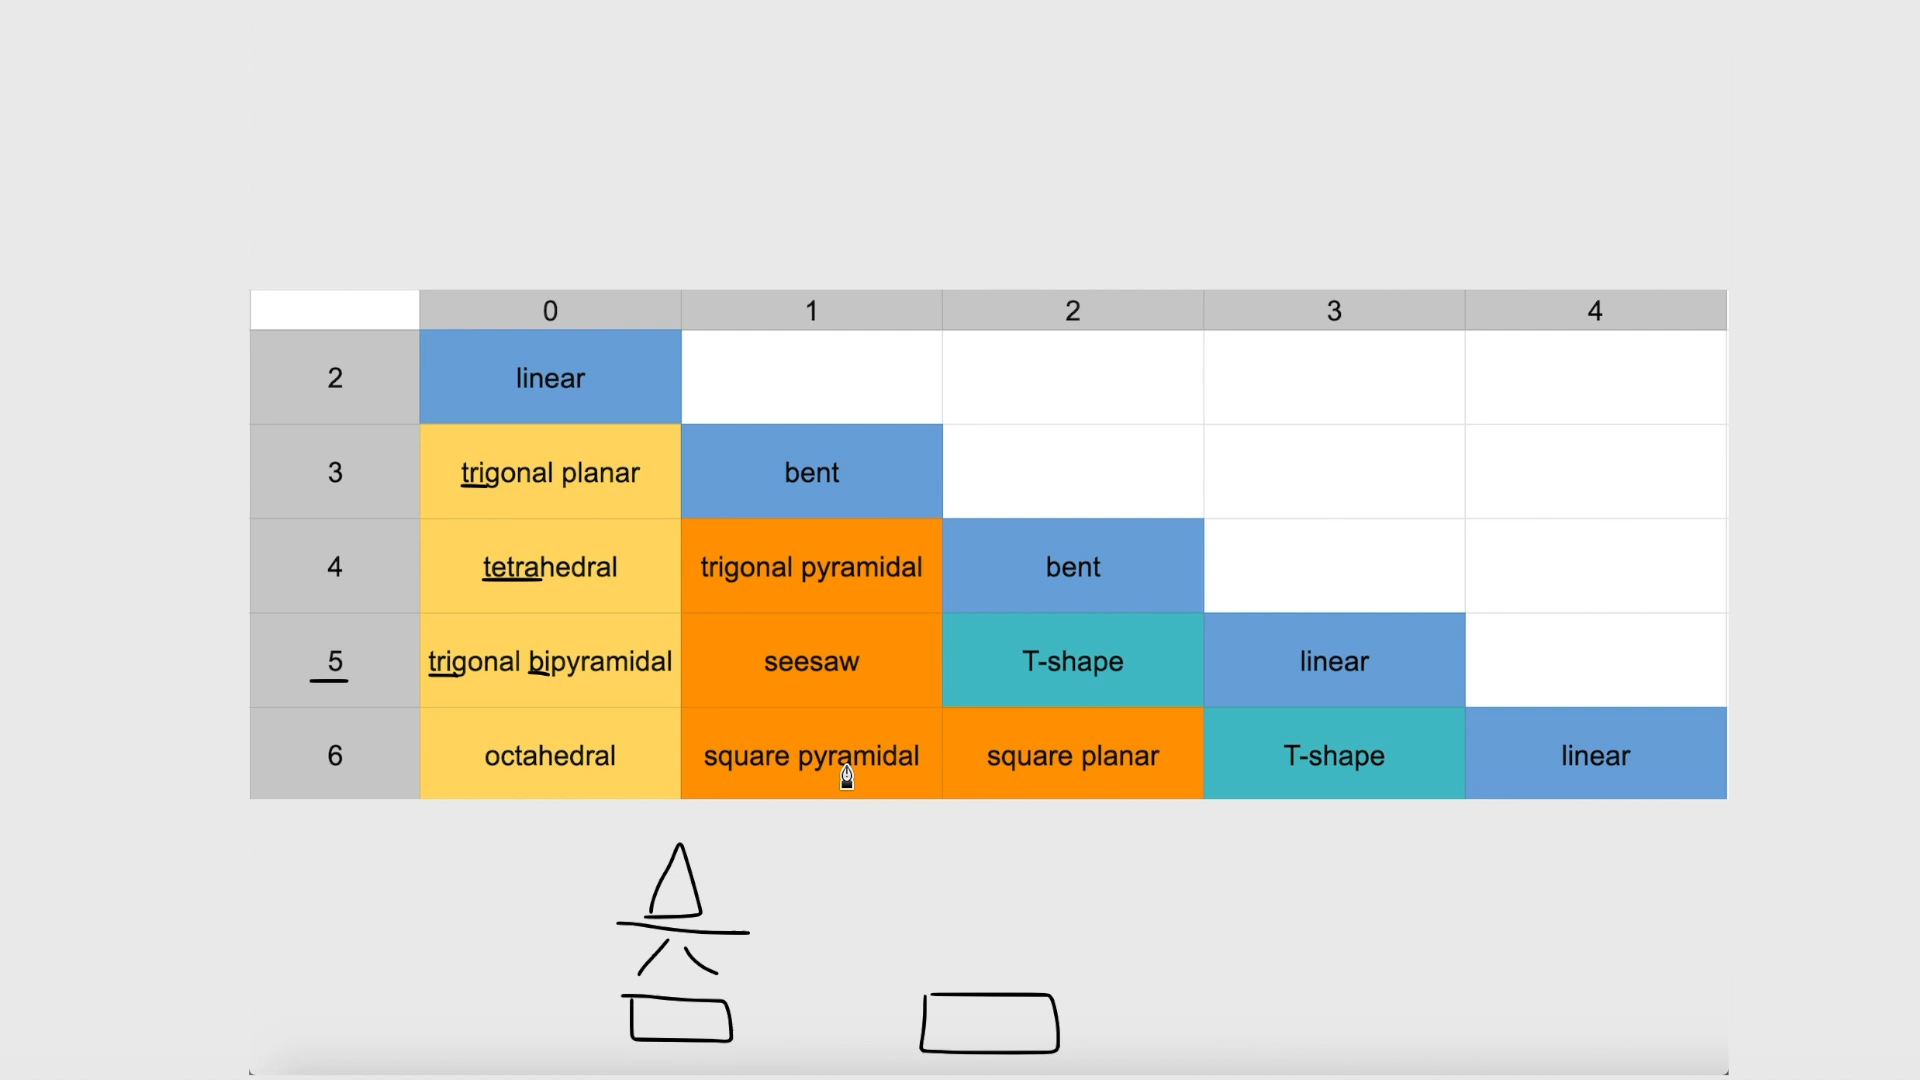 0 1 2 3 4
2 linear
3 trigonal planar bent
4 tetrahedral trigonal pyramidal bent
5 trigonal bipyramidal seesaw T-shape linear
6 octahedral square pyramidal square planar T-shape linear